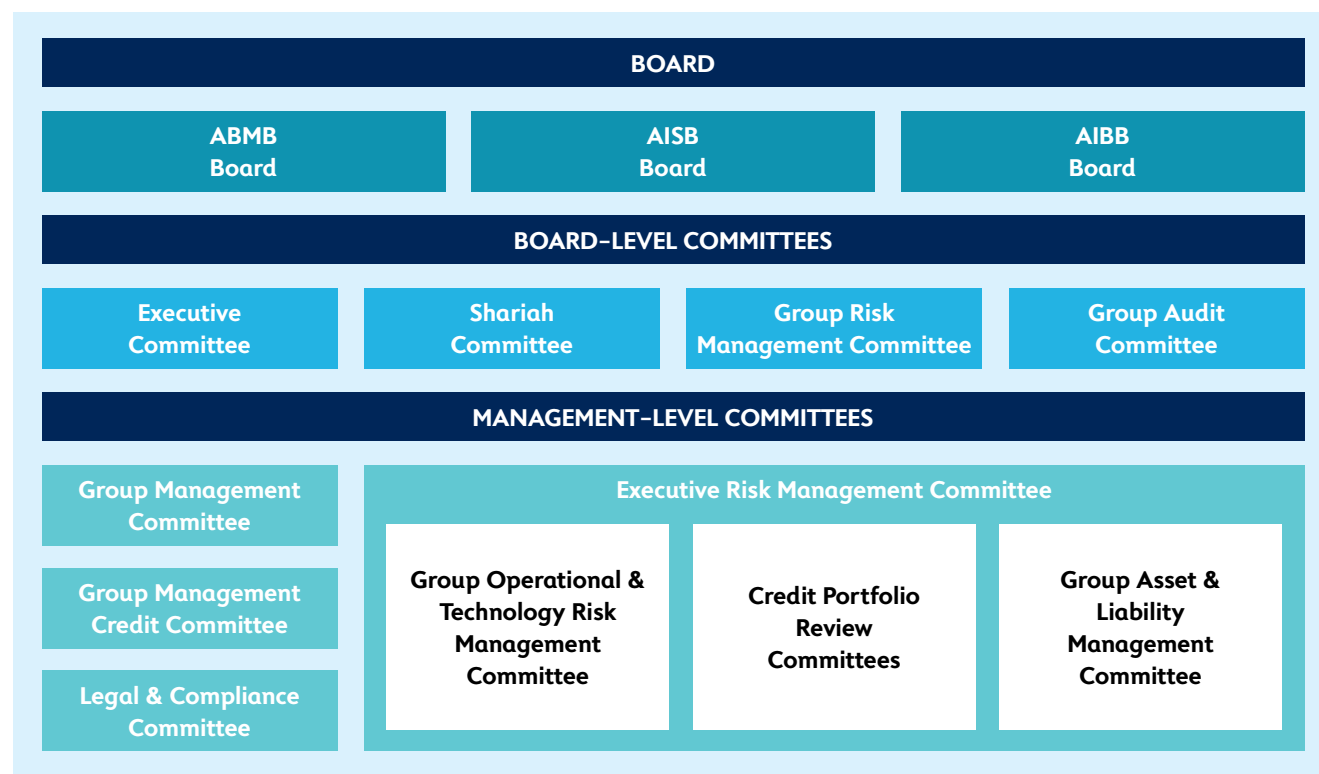 BOARD
ABMB
Board
AISB
Board
AIBB
Board
BOARD-LEVEL COMMITTEES
Executive
Committee
Shariah
Committee
Group Risk
Management Committee
Group Audit
Committee
MANAGEMENT-LEVEL COMMITTEES
Group Management
Committee
Group Management
Credit Committee
Legal & Compliance
Committee
Executive Risk Management Committee
Group Operational &
Technology Risk
Management
Committee
Credit Portfolio
Review
Committees
Group Asset &
Liability
Management
Committee